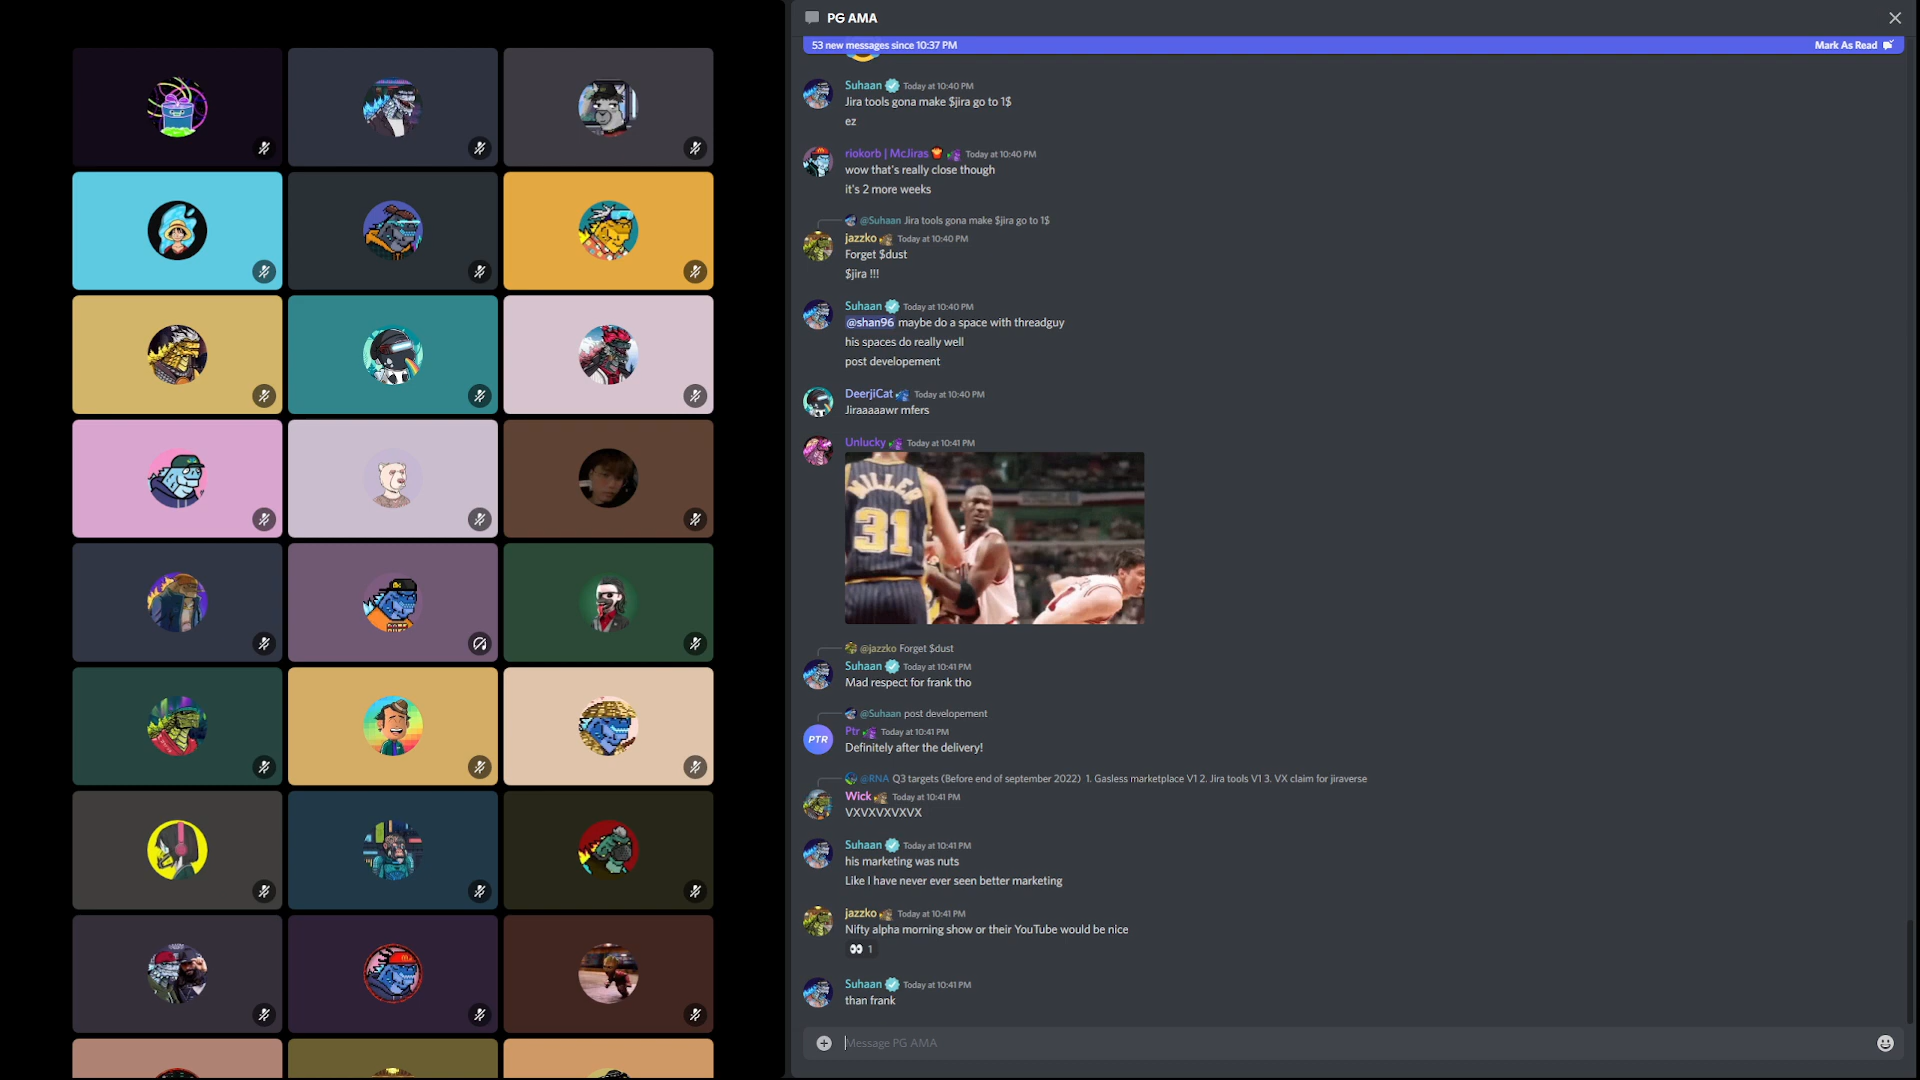 PG AMA
53 new messages since 10:37 PM
Mark As Read
Suhaan Today at 10:40 PM
Jira tools gona make $jira go to 1$
ez
riokorb | McJiras Today at 10:40 PM
wow that's really close though
it's 2 more weeks
@Suhaan Jira tools gona make $jira go to 1$
jazzko Today at 10:40 PM
Forget $dust
$jira !!!
Suhaan Today at 10:40 PM
@shan96 maybe do a space with threadguy
his spaces do really well
post developement
DeerjiCat Today at 10:40 PM
Jiraaaaawr mfers
Unlucky Today at 10:41 PM
MILLER
31
@jazzko Forget $dust
Suhaan Today at 10:41 PM
Mad respect for frank tho
@Suhaan post developement
PTR
Ptr Today at 10:41 PM
Definitely after the delivery!
@RNA Q3 targets (Before end of september 2022) 1. Gasless marketplace V1 2. Jira tools V1 3. VX claim for jiraverse
Wick Today at 10:41 PM
VXVXVXVXVX
Suhaan Today at 10:41 PM
his marketing was nuts
Like I have never ever seen better marketing
jazzko Today at 10:41 PM
Nifty alpha morning show or their YouTube would be nice
1
Suhaan Today at 10:41 PM
than frank
Message PG AMA